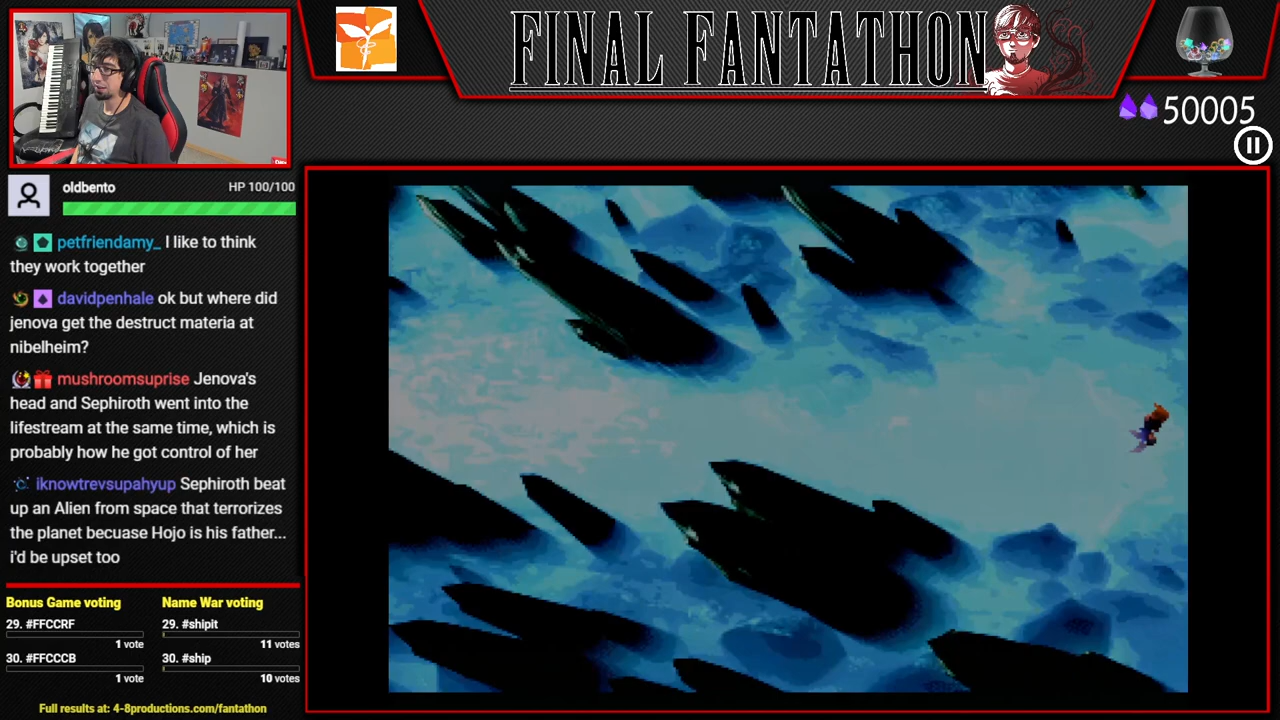 FINAL FANTATHON
50005
oldbento
HP 100/100
petfriendamy_ I like to think
they work together
davidpenhale ok but where did
jenova get the destruct materia at
nibelheim?
mushroomsuprise Jenova's
head and Sephiroth went into the
lifestream at the same time, which is
probably how he got control of her
iknowtrevsupahyup Sephiroth beat
up an Alien from space that terrorizes
the planet becuase Hojo is his father...
i'd be upset too
Bonus Game voting
29. #FFCCRF
1 vote
30. #FFCCCB
1 vote
Name War voting
29. #shipit
11 votes
30. #ship
10 votes
Full results at: 4-8productions.com/fantathon